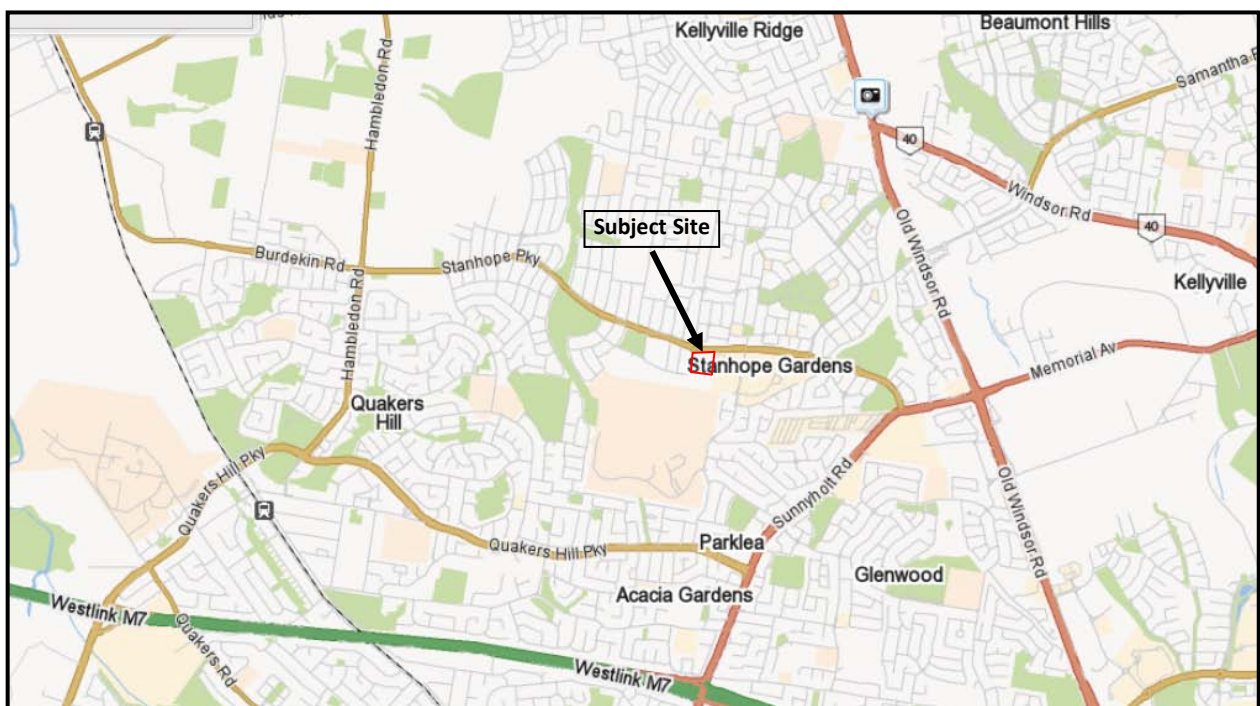 Kellyville Ridge
Beaumont Hills
Hambledon Rd
40
Windsor Rd
40
Kellyville
Old Windsor Rd
Subject Site
Burdekin Rd
Stanhope Pky
Hambledon Rd
Stanhope Gardens
Memorial Av
Quakers
Hill
Quakers Hill Pky
Sunnyholt Rd
Old Windsor Rd
Quakers Hill Pky
Parklea
Glenwood
Acacia Gardens
Westlink M7
Quakers Rd
Westlink M7
Samantha